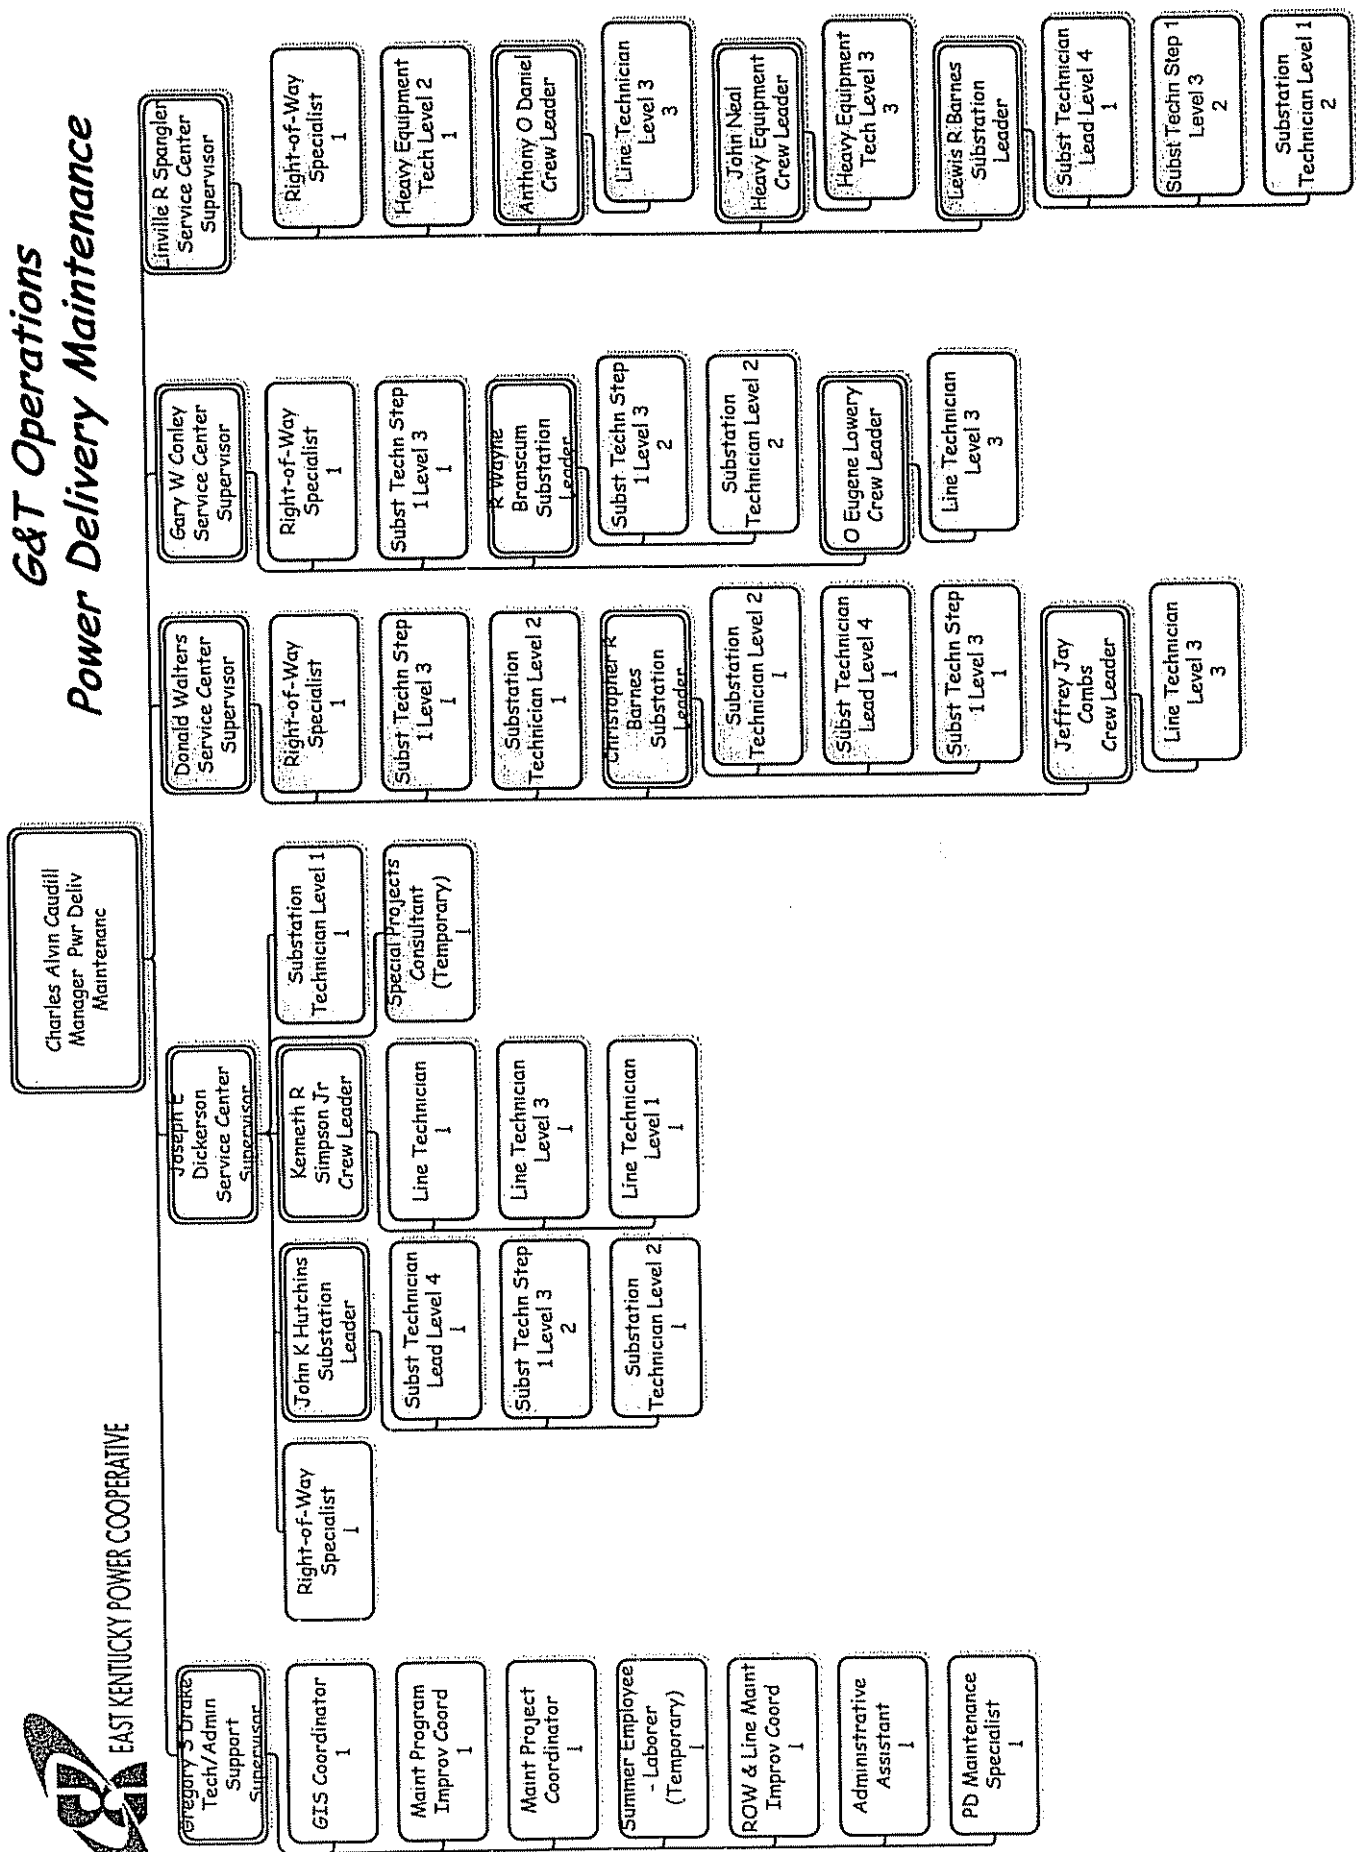 G&T Operations
Power Delivery Maintenance
EAST KENTUCKY POWER COOPERATIVE
Charles Alvin Caudill
Manager Pwr Deliv
Maintenanc
Gregory S Drake
Tech/Admin
Support
Supervisor
GIS Coordinator
1
Maint Program
Improv Coord
1
Maint Project
Coordinator
1
Summer Employee
- Laborer
(Temporary)
1
ROW & Line Maint
Improv Coord
1
Administrative
Assistant
1
PD Maintenance
Specialist
1
Joseph E
Dickerson
Service Center
Supervisor
Right-of-Way
Specialist
1
John K Hutchins
Substation
Leader
Subst Technician
Lead Level 4
1
Subst Techn Step
1 Level 3
2
Substation
Technician Level 2
1
Kenneth R
Simpson Jr
Crew Leader
Line Technician
1
Line Technician
Level 3
1
Line Technician
Level 1
1
Substation
Technician Level 1
1
Special Projects
Consultant
(Temporary)
1
Donald Walters
Service Center
Supervisor
Right-of-Way
Specialist
1
Subst Techn Step
1 Level 3
1
Substation
Technician Level 2
1
Christopher R
Barnes
Substation
Leader
Substation
Technician Level 2
1
Subst Technician
Lead Level 4
1
Subst Techn Step
1 Level 3
1
Jeffrey Jay
Combs
Crew Leader
Line Technician
Level 3
3
Gary W Conley
Service Center
Supervisor
Right-of-Way
Specialist
1
Subst Techn Step
1 Level 3
1
R Wayne
Branscum
Substation
Leader
Subst Techn Step
1 Level 3
2
Substation
Technician Level 2
2
O Eugene Lowery
Crew Leader
Line Technician
Level 3
3
Linville R Spangler
Service Center
Supervisor
Right-of-Way
Specialist
1
Heavy Equipment
Tech Level 2
1
Anthony O Daniel
Crew Leader
Line Technician
Level 3
3
John Neal
Heavy Equipment
Crew Leader
Heavy Equipment
Tech Level 3
3
Lewis R Barnes
Substation
Leader
Subst Technician
Lead Level 4
1
Subst Techn Step 1
Level 3
2
Substation
Technician Level 1
2